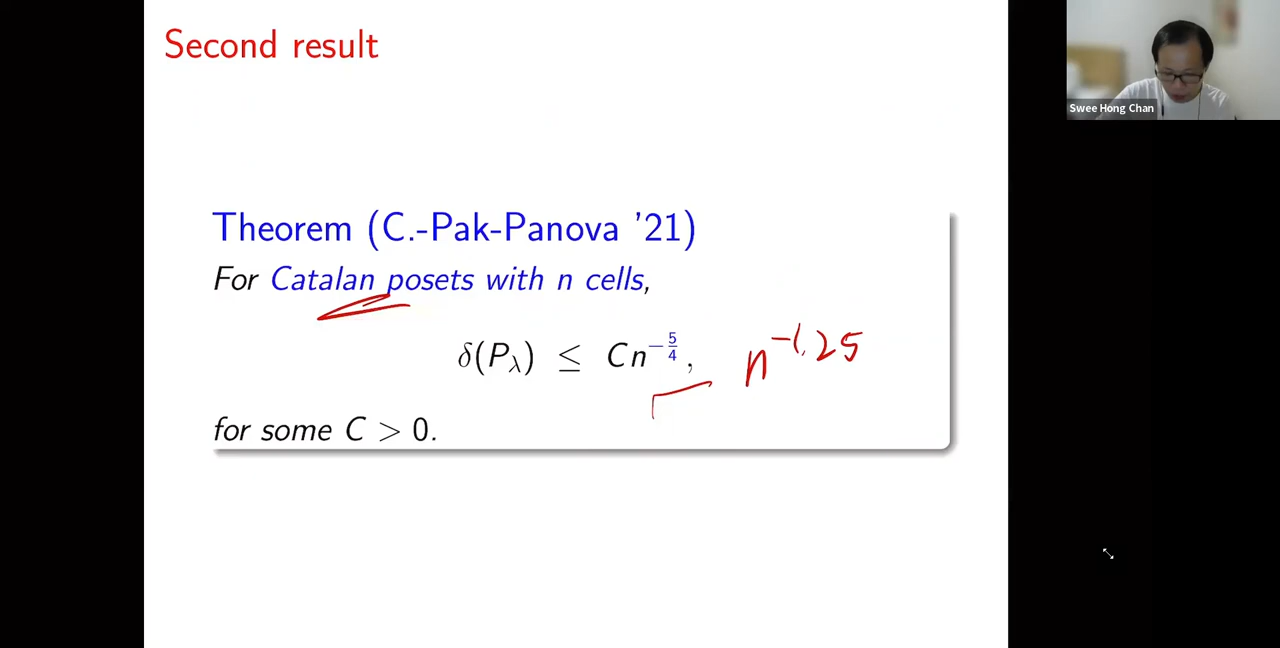 Second result
Swee Hong Chan
Theorem (C.-Pak-Panova '21)
For Catalan posets with n cells,
δ(P_λ) ≤ Cn^{-5/4}, n^{-1.25}
for some C > 0.